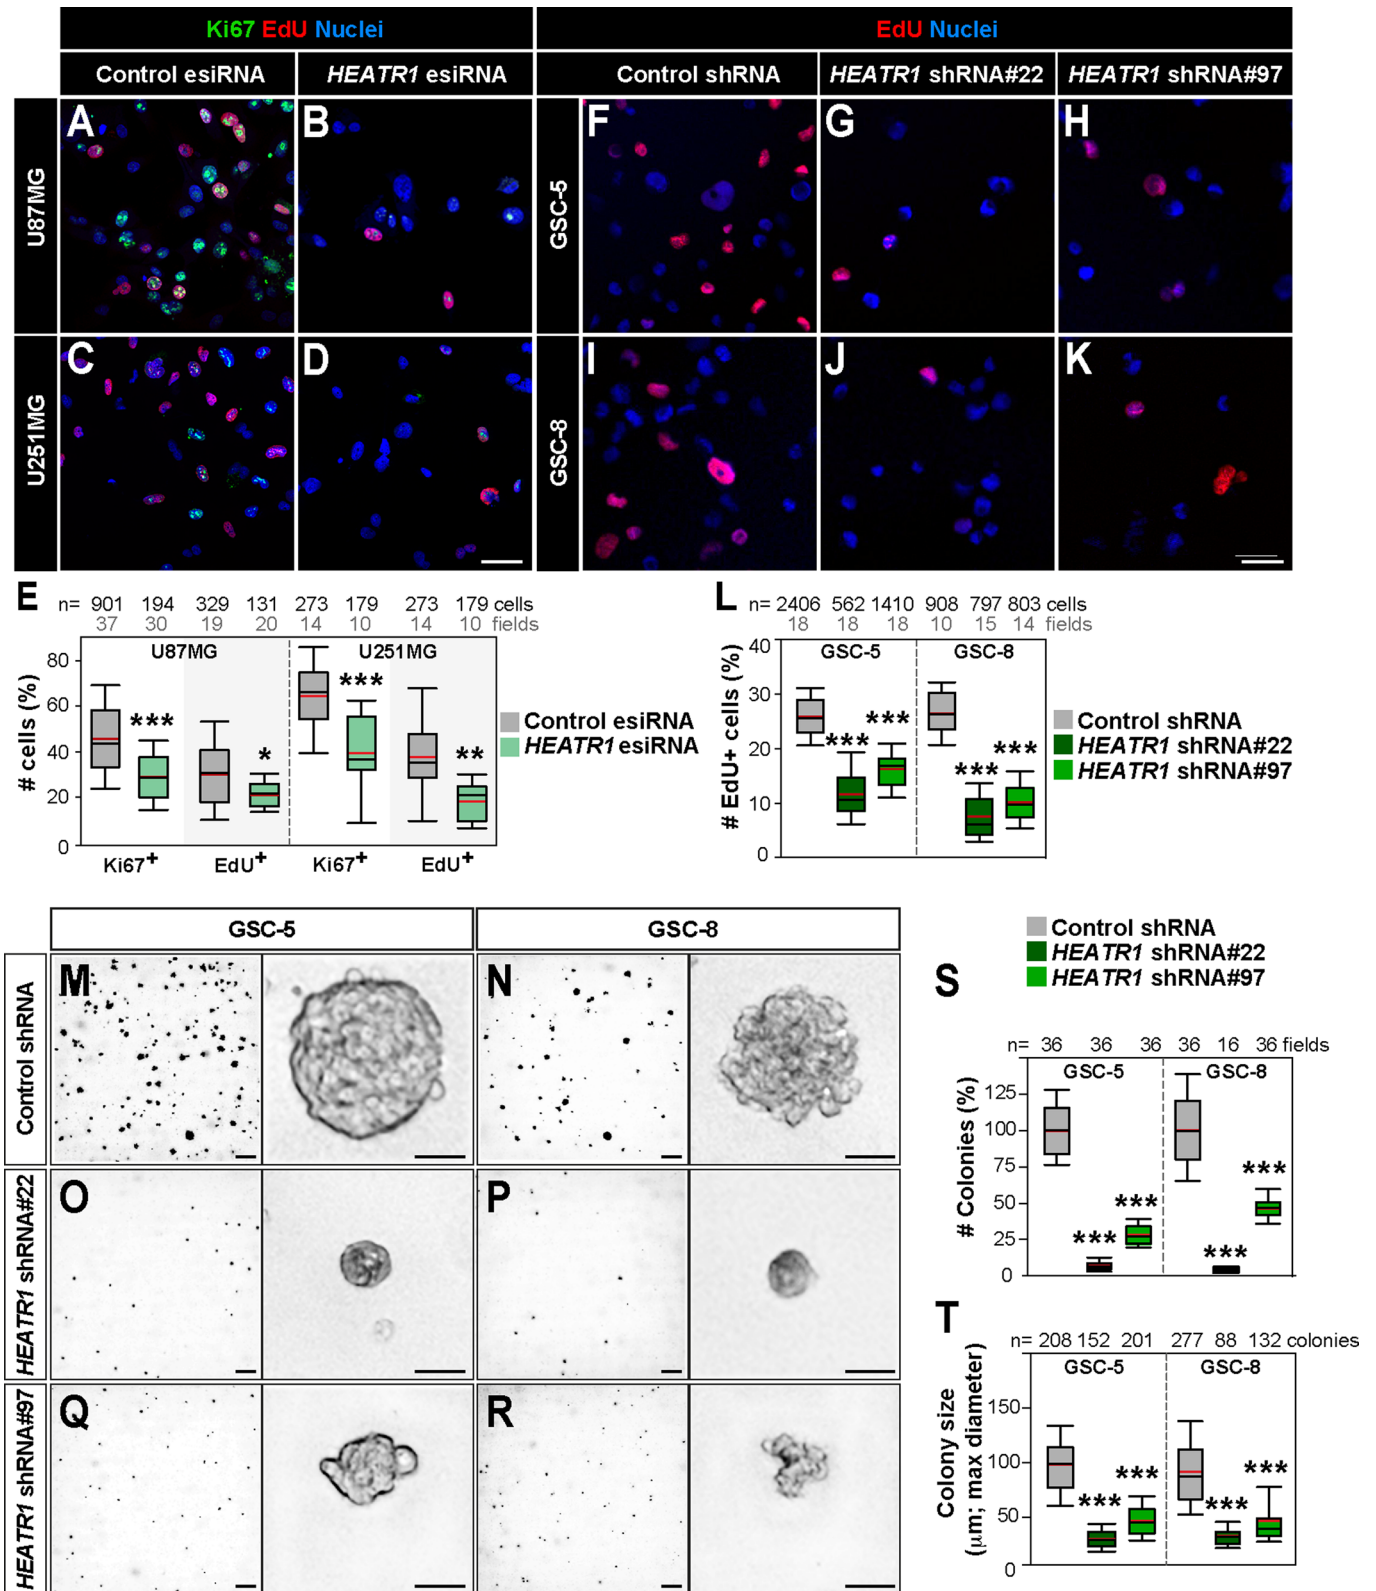 Ki67 EdU Nuclei
EdU Nuclei
Control esiRNA
HEATR1 esiRNA
Control shRNA
HEATR1 shRNA#22
HEATR1 shRNA#97
U87MG
A
B
GSC-5
F
G
H
U251MG
C
D
GSC-8
I
J
K
E
n= 901 194 329 131 273 179 273 179 cells
37 30 19 20 14 10 14 10 fields
U87MG
U251MG
# cells (%)
80
60
40
20
0
*** * *** **
Ki67+
EdU+
Ki67+
EdU+
Control esiRNA
HEATR1 esiRNA
L
n= 2406 562 1410 908 797 803 cells
18 18 18 10 15 14 fields
GSC-5
GSC-8
# EdU+ cells (%)
40
30
20
10
0
*** *** *** ***
Control shRNA
HEATR1 shRNA#22
HEATR1 shRNA#97
GSC-5
GSC-8
Control shRNA
M
N
HEATR1 shRNA#22
O
P
HEATR1 shRNA#97
Q
R
Control shRNA
HEATR1 shRNA#22
HEATR1 shRNA#97
S
n= 36 36 36 36 16 36 fields
GSC-5
GSC-8
# Colonies (%)
125
100
75
50
25
0
*** *** *** ***
T
n= 208 152 201 277 88 132 colonies
GSC-5
GSC-8
Colony size
(μm; max diameter)
150
100
50
0
*** *** *** ***